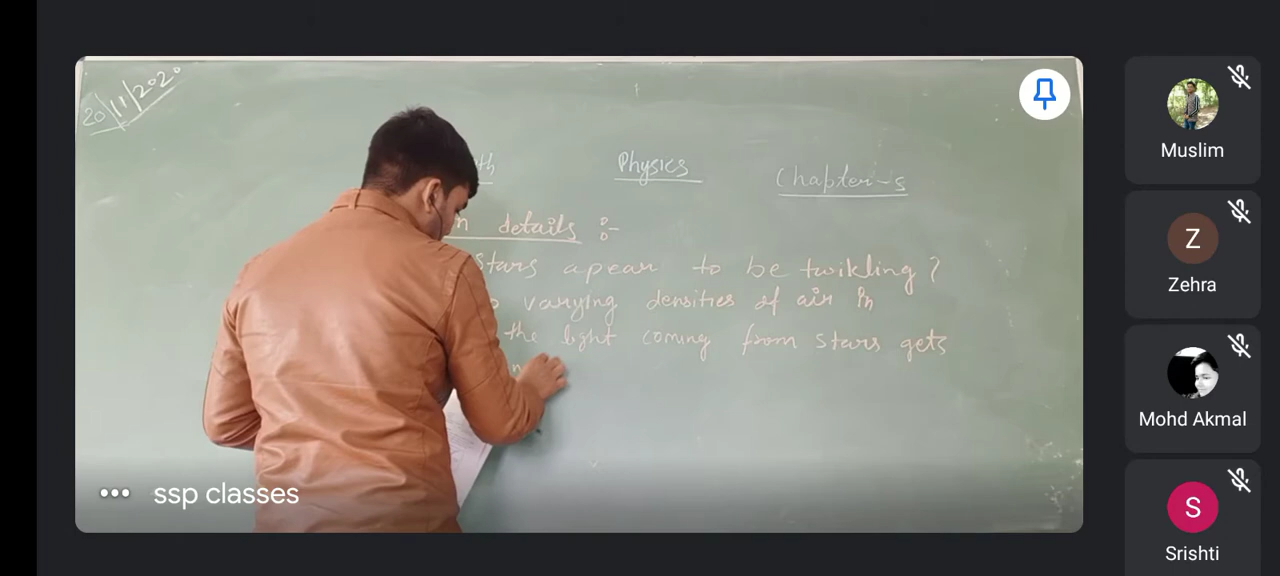 20/11/2020
th Physics Chapter-5
n details :-
Stars apear to be twikling?
varying densities of air in
the light coming from stars gets
n
ssp classes
Muslim
Z
Zehra
Mohd Akmal
S
Srishti